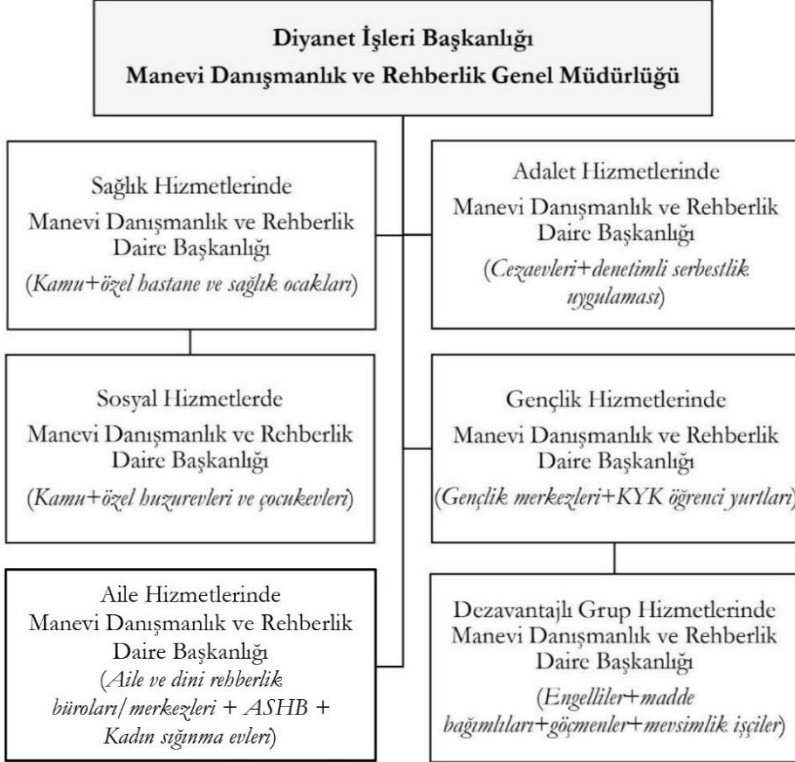 Diyanet İşleri Başkanlığı
Manevi Danışmanlık ve Rehberlik Genel Müdürlüğü
Sağlık Hizmetlerinde
Manevi Danışmanlık ve Rehberlik
Daire Başkanlığı
(Kamu+özel hastane ve sağlık ocakları)
Adalet Hizmetlerinde
Manevi Danışmanlık ve Rehberlik
Daire Başkanlığı
(Cezaevleri+denetimli serbestlik
uygulaması)
Sosyal Hizmetlerde
Manevi Danışmanlık ve Rehberlik
Daire Başkanlığı
(Kamu+özel huzurevleri ve çocukevleri)
Gençlik Hizmetlerinde
Manevi Danışmanlık ve Rehberlik
Daire Başkanlığı
(Gençlik merkezleri+KYK öğrenci yurtları)
Aile Hizmetlerinde
Manevi Danışmanlık ve Rehberlik
Daire Başkanlığı
(Aile ve dini rehberlik
büroları/merkezleri + ASHB +
Kadın sığınma evleri)
Dezavantajlı Grup Hizmetlerinde
Manevi Danışmanlık ve Rehberlik
Daire Başkanlığı
(Engelliler+madde
bağımlıları+göçmenler+mevsimlik işçiler)